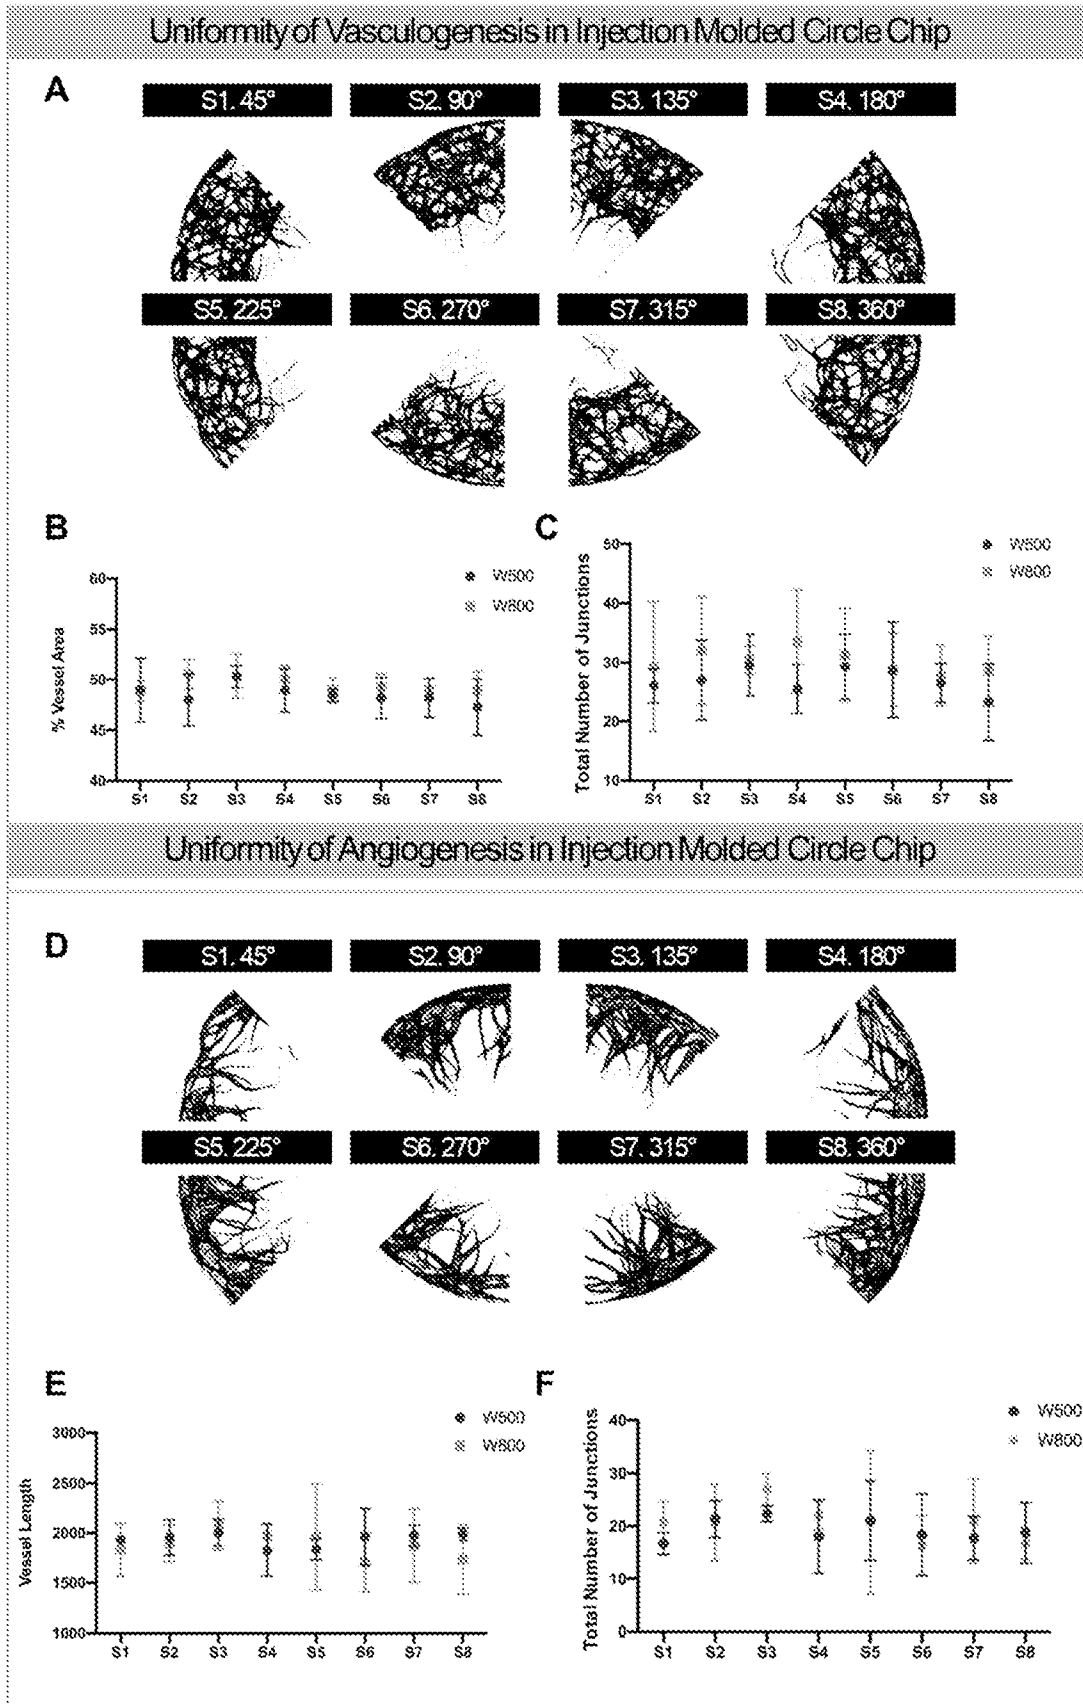 Uniformity of Vasculogenesis in Injection Molded Circle Chip
A
S1. 45°
S2. 90°
S3. 135°
S4. 180°
S5. 225°
S6. 270°
S7. 315°
S8. 360°
B
% Vessel Area
60
55
50
45
40
S1 S2 S3 S4 S5 S6 S7 S8
W500
W800
C
Total Number of Junctions
50
40
30
20
10
S1 S2 S3 S4 S5 S6 S7 S8
W500
W800
Uniformity of Angiogenesis in Injection Molded Circle Chip
D
S1. 45°
S2. 90°
S3. 135°
S4. 180°
S5. 225°
S6. 270°
S7. 315°
S8. 360°
E
Vessel Length
3000
2500
2000
1500
1000
S1 S2 S3 S4 S5 S6 S7 S8
W500
W800
F
Total Number of Junctions
40
30
20
10
0
S1 S2 S3 S4 S5 S6 S7 S8
W500
W800